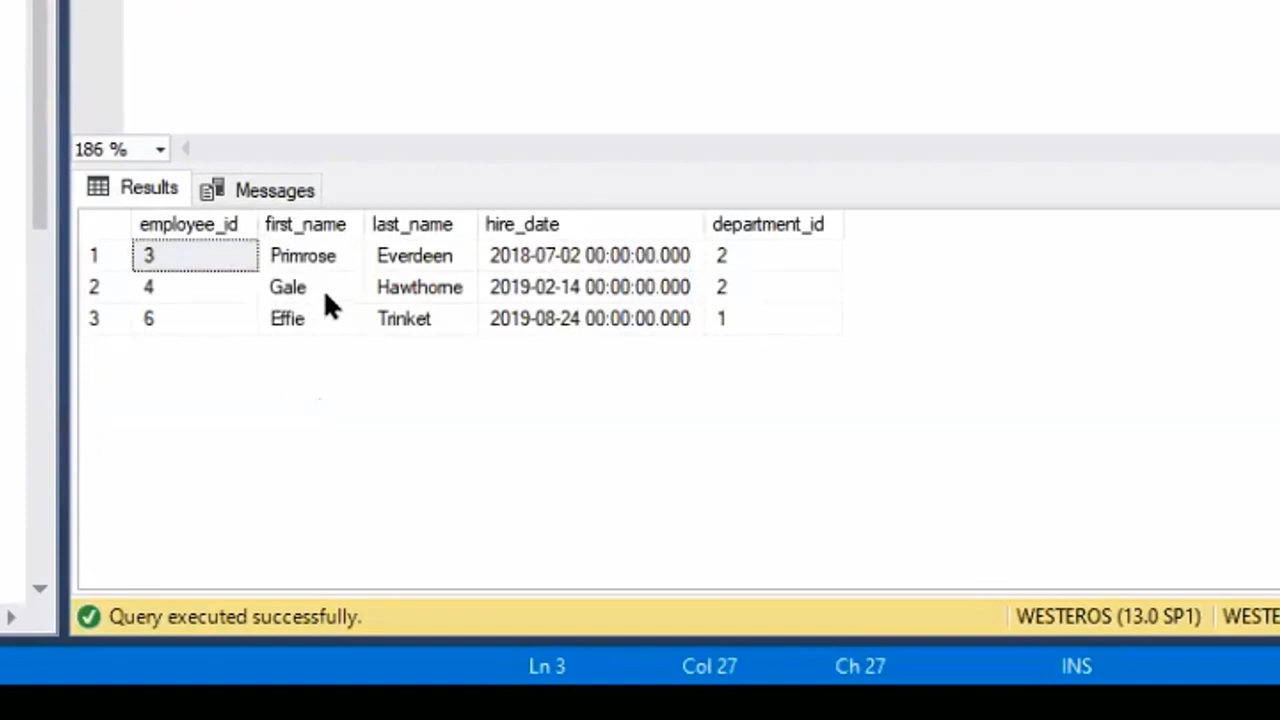 186 %
Results Messages
employee_id first_name last_name hire_date department_id
1 3 Primrose Everdeen 2018-07-02 00:00:00.000 2
2 4 Gale Hawthorne 2019-02-14 00:00:00.000 2
3 6 Effie Trinket 2019-08-24 00:00:00.000 1
Query executed successfully. WESTEROS (13.0 SP1) WESTE
Ln 3 Col 27 Ch 27 INS